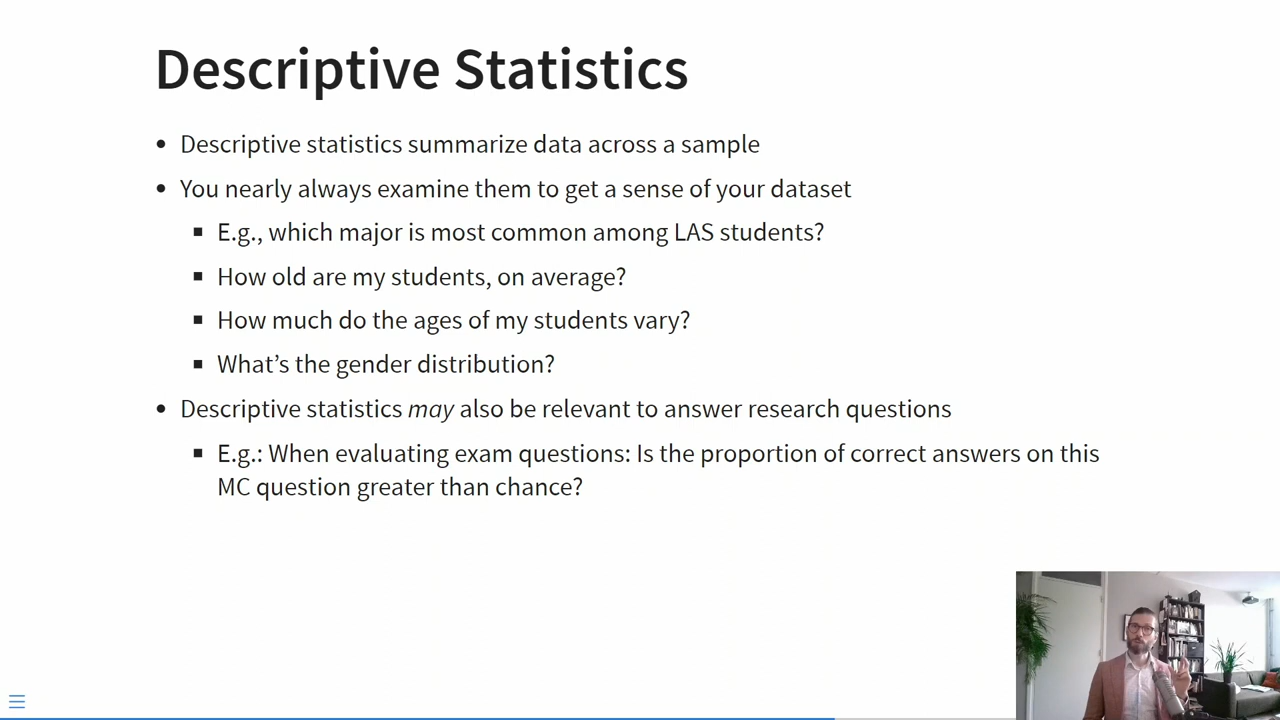 Descriptive Statistics
• Descriptive statistics summarize data across a sample
• You nearly always examine them to get a sense of your dataset
▪ E.g., which major is most common among LAS students?
▪ How old are my students, on average?
▪ How much do the ages of my students vary?
▪ What’s the gender distribution?
• Descriptive statistics may also be relevant to answer research questions
▪ E.g.: When evaluating exam questions: Is the proportion of correct answers on this
MC question greater than chance?